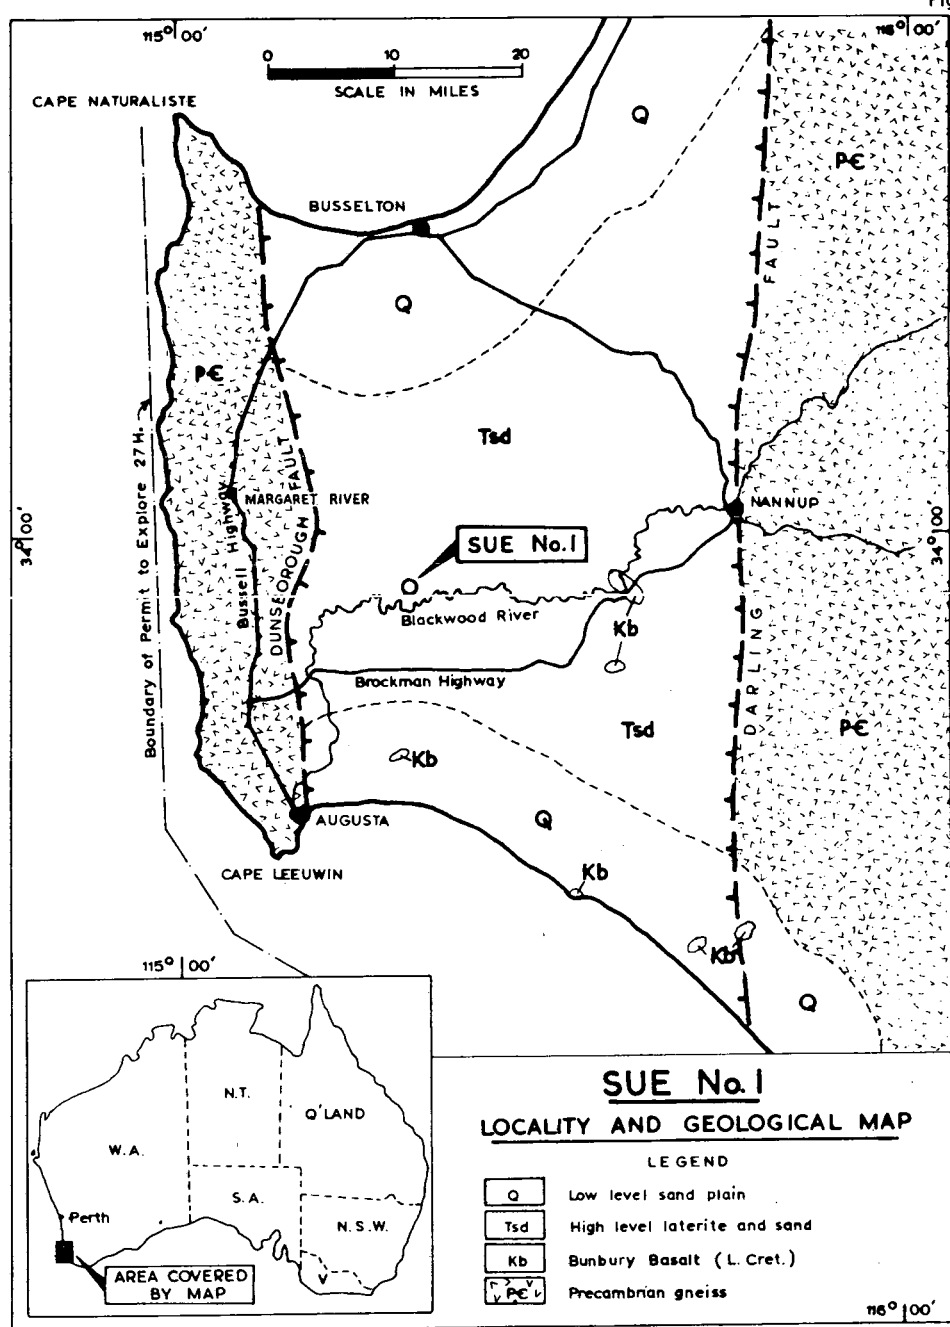 Fig
115° 00'
116° 00'
0 10 20
SCALE IN MILES
CAPE NATURALISTE
Q
PЄ
BUSSELTON
FAULT
Q
PЄ
Tsd
Boundary of Permit to Explore 27H.
MARGARET RIVER
Bussell Highway
DUNSBOROUGH FAULT
NANNUP
34° 00'
34° 00'
SUE No.1
Blackwood River
Kb
Brockman Highway
DARLING
Tsd
PЄ
Kb
Q
AUGUSTA
CAPE LEEUWIN
Kb
Kb
Q
115° 00'
N.T.
Q'LAND
W.A.
S.A.
N.S.W.
Perth
V
AREA COVERED
BY MAP
SUE No.1
LOCALITY AND GEOLOGICAL MAP
LEGEND
Q Low level sand plain
Tsd High level laterite and sand
Kb Bunbury Basalt (L. Cret.)
PЄ Precambrian gneiss
116° 00'